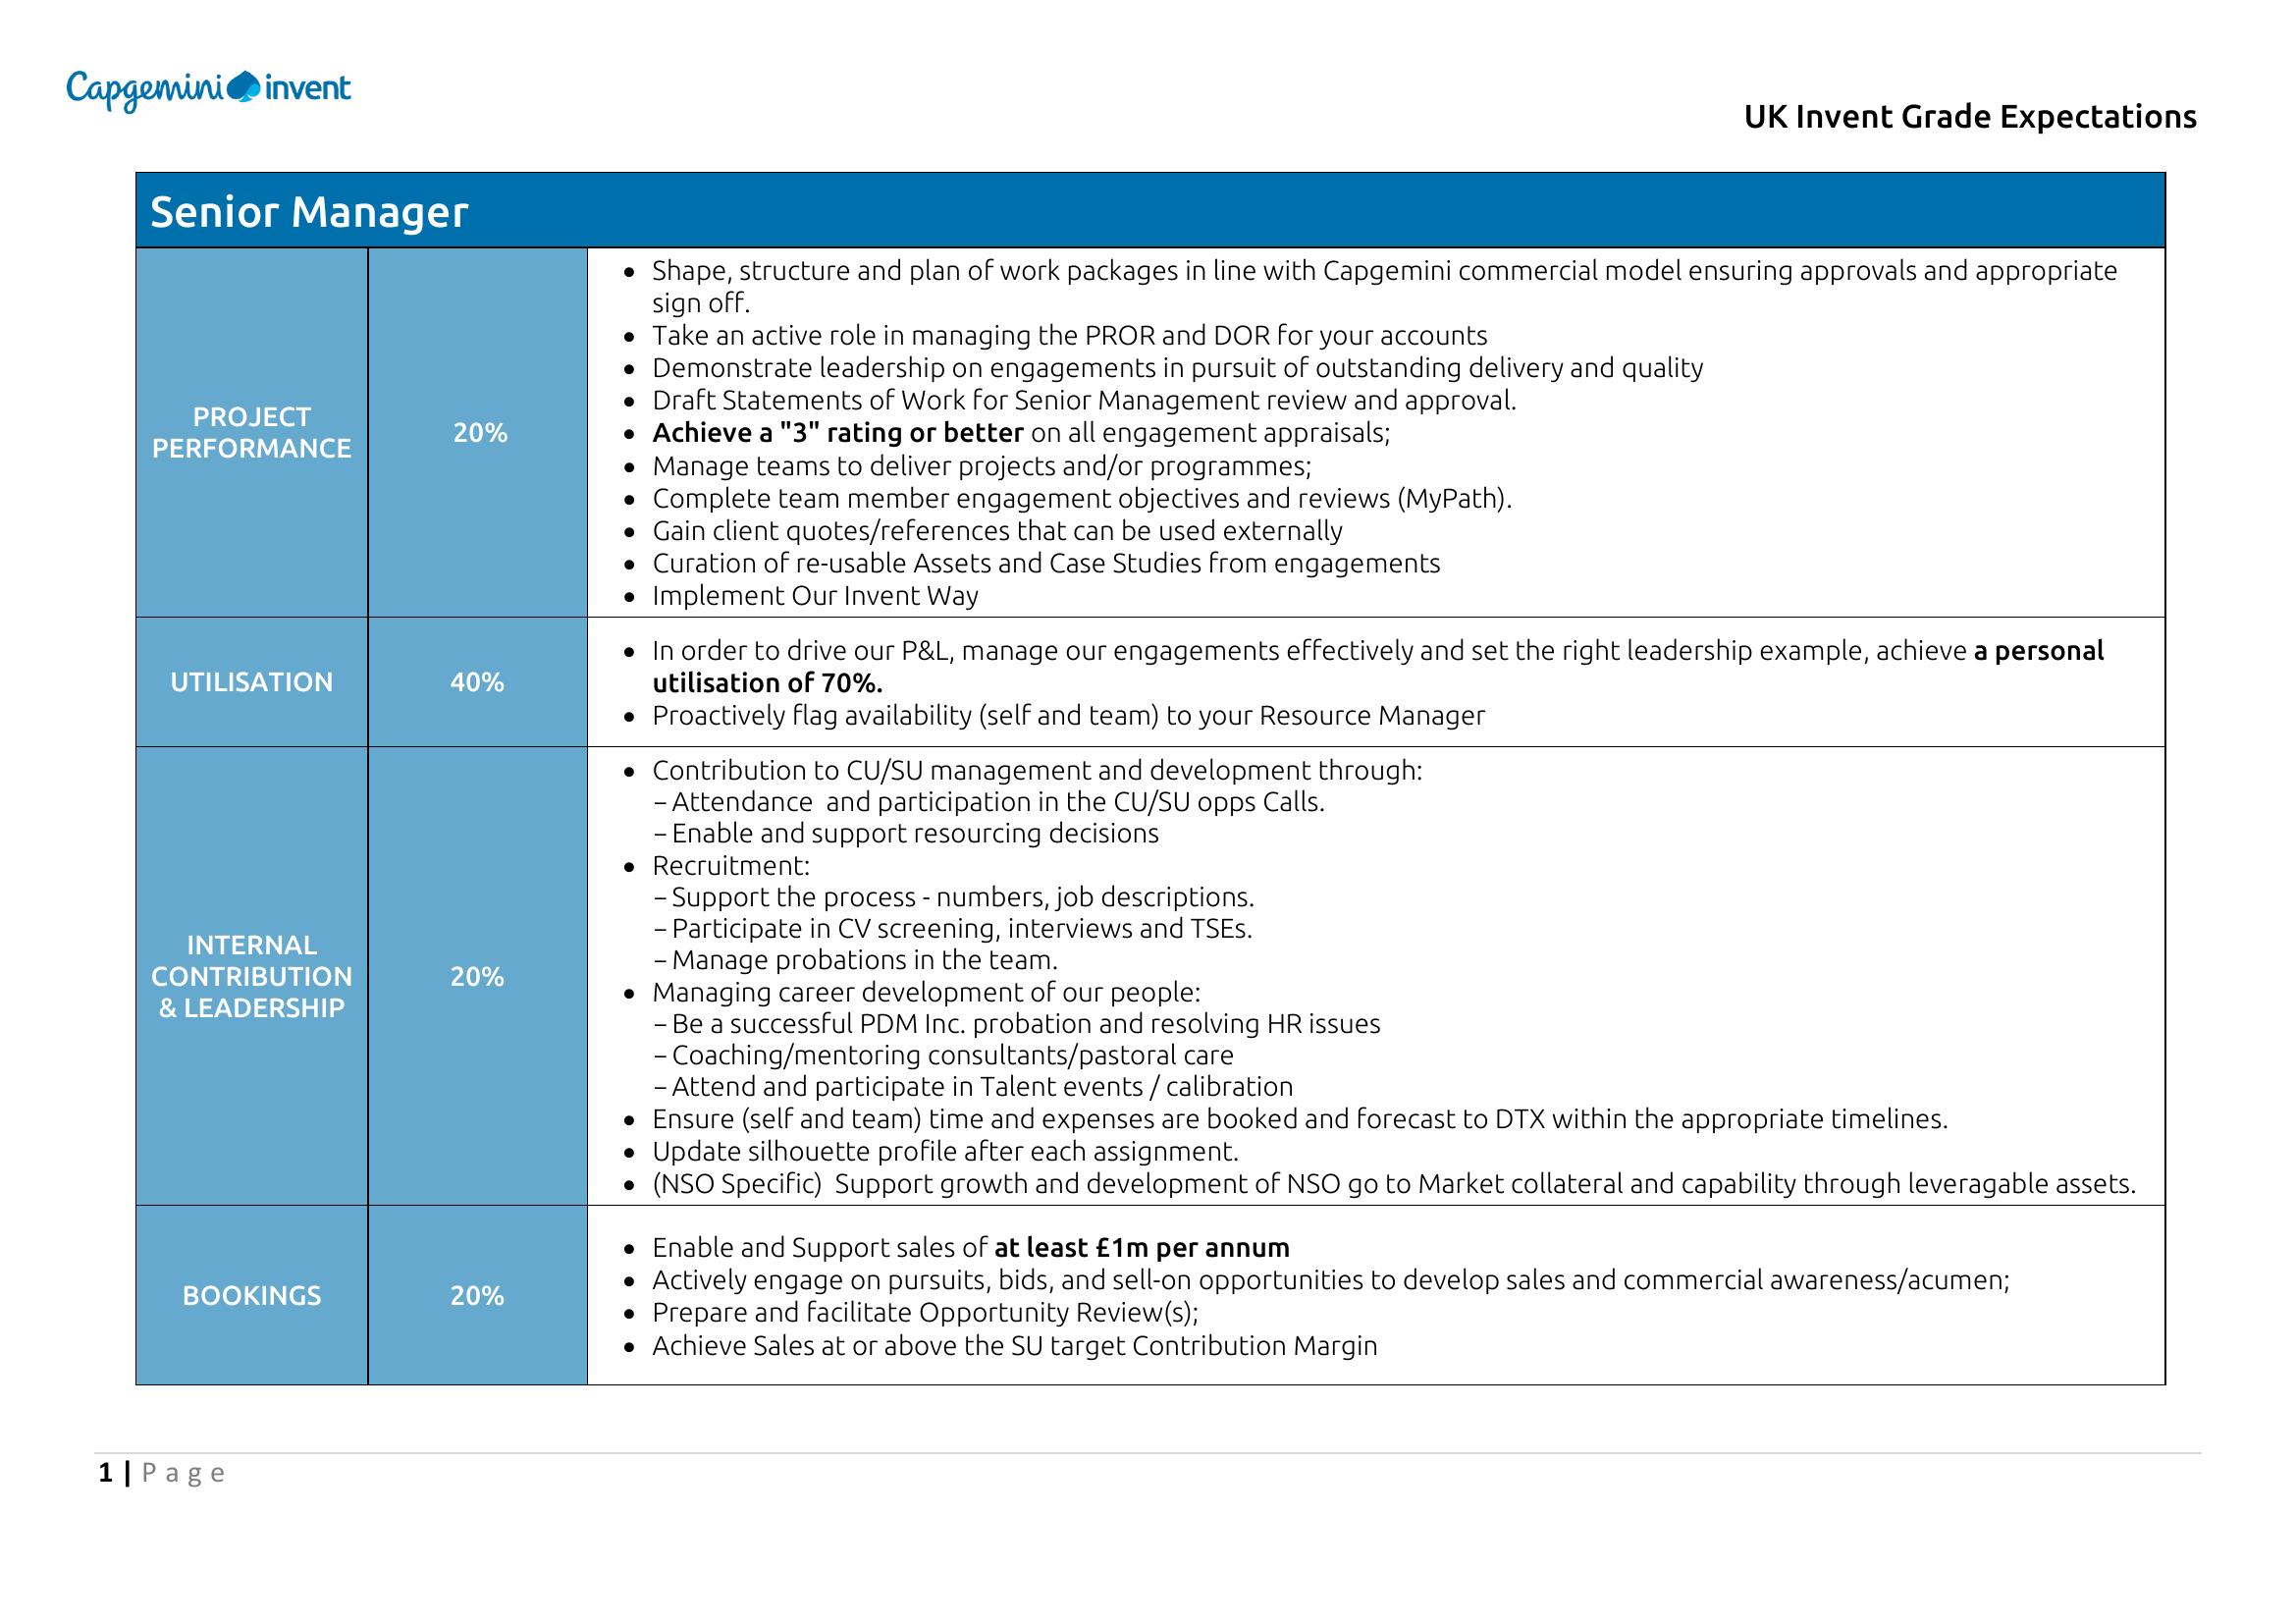 Capgemini invent
UK Invent Grade Expectations
Senior Manager
PROJECT
PERFORMANCE
20%
• Shape, structure and plan of work packages in line with Capgemini commercial model ensuring approvals and appropriate
sign off.
• Take an active role in managing the PROR and DOR for your accounts
• Demonstrate leadership on engagements in pursuit of outstanding delivery and quality
• Draft Statements of Work for Senior Management review and approval.
• Achieve a "3" rating or better on all engagement appraisals;
• Manage teams to deliver projects and/or programmes;
• Complete team member engagement objectives and reviews (MyPath).
• Gain client quotes/references that can be used externally
• Curation of re-usable Assets and Case Studies from engagements
• Implement Our Invent Way
UTILISATION
40%
• In order to drive our P&L, manage our engagements effectively and set the right leadership example, achieve a personal
utilisation of 70%.
• Proactively flag availability (self and team) to your Resource Manager
INTERNAL
CONTRIBUTION
& LEADERSHIP
20%
• Contribution to CU/SU management and development through:
– Attendance  and participation in the CU/SU opps Calls.
– Enable and support resourcing decisions
• Recruitment:
– Support the process - numbers, job descriptions.
– Participate in CV screening, interviews and TSEs.
– Manage probations in the team.
• Managing career development of our people:
– Be a successful PDM Inc. probation and resolving HR issues
– Coaching/mentoring consultants/pastoral care
– Attend and participate in Talent events / calibration
• Ensure (self and team) time and expenses are booked and forecast to DTX within the appropriate timelines.
• Update silhouette profile after each assignment.
• (NSO Specific)  Support growth and development of NSO go to Market collateral and capability through leveragable assets.
BOOKINGS
20%
• Enable and Support sales of at least £1m per annum
• Actively engage on pursuits, bids, and sell-on opportunities to develop sales and commercial awareness/acumen;
• Prepare and facilitate Opportunity Review(s);
• Achieve Sales at or above the SU target Contribution Margin
1 | Page